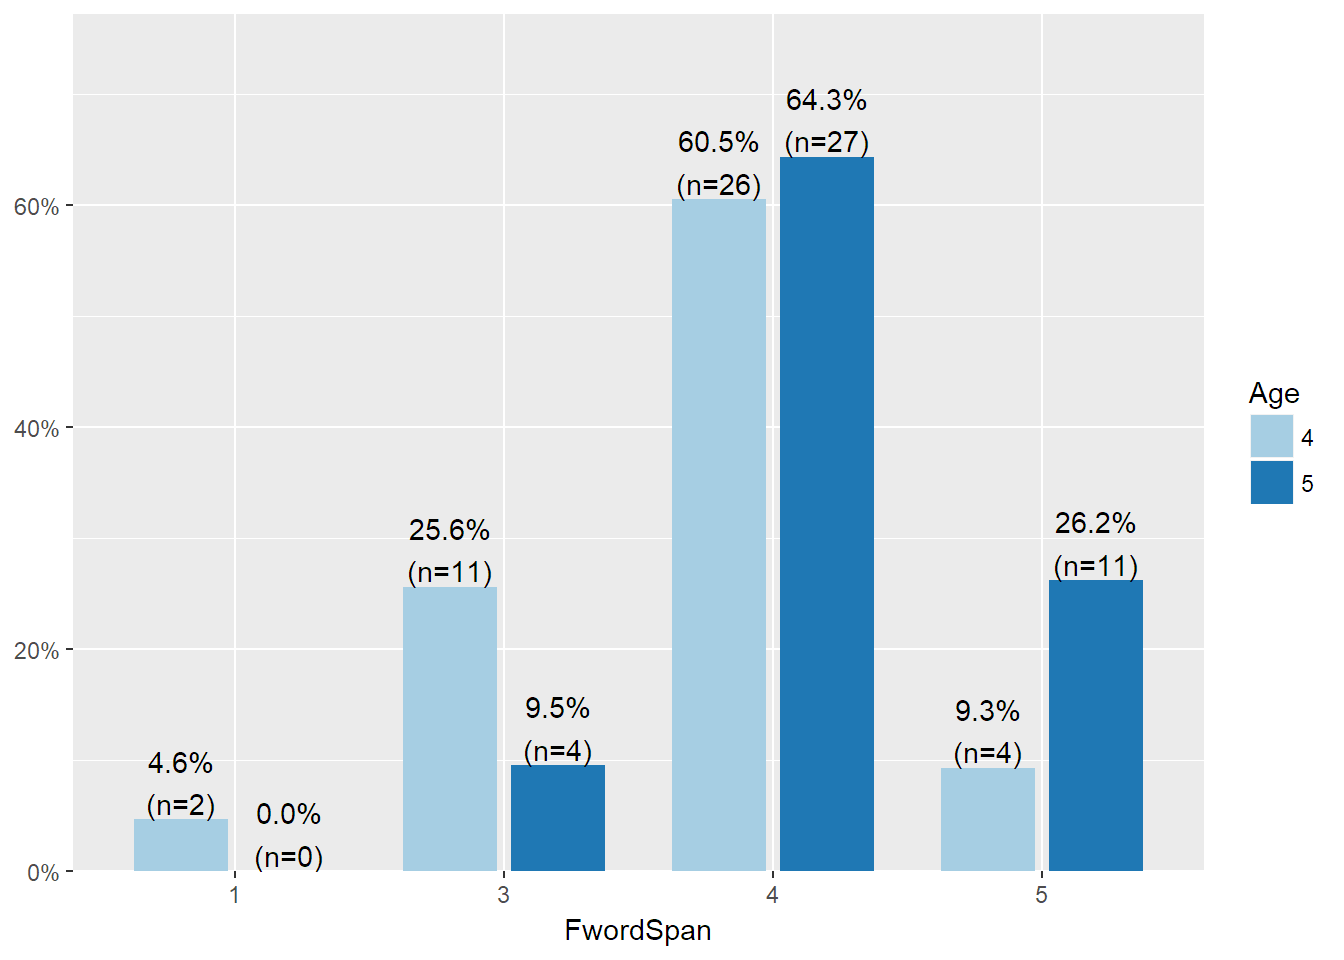 64.3%
(n=27)
60.5%
(n=26)
60%
40%
26.2%
(n=11)
25.6%
(n=11)
20%
9.5%
(n=4)
9.3%
(n=4)
4.6%
(n=2)
0.0%
(n=0)
0%
1 3 4 5
FwordSpan
Age
4
5